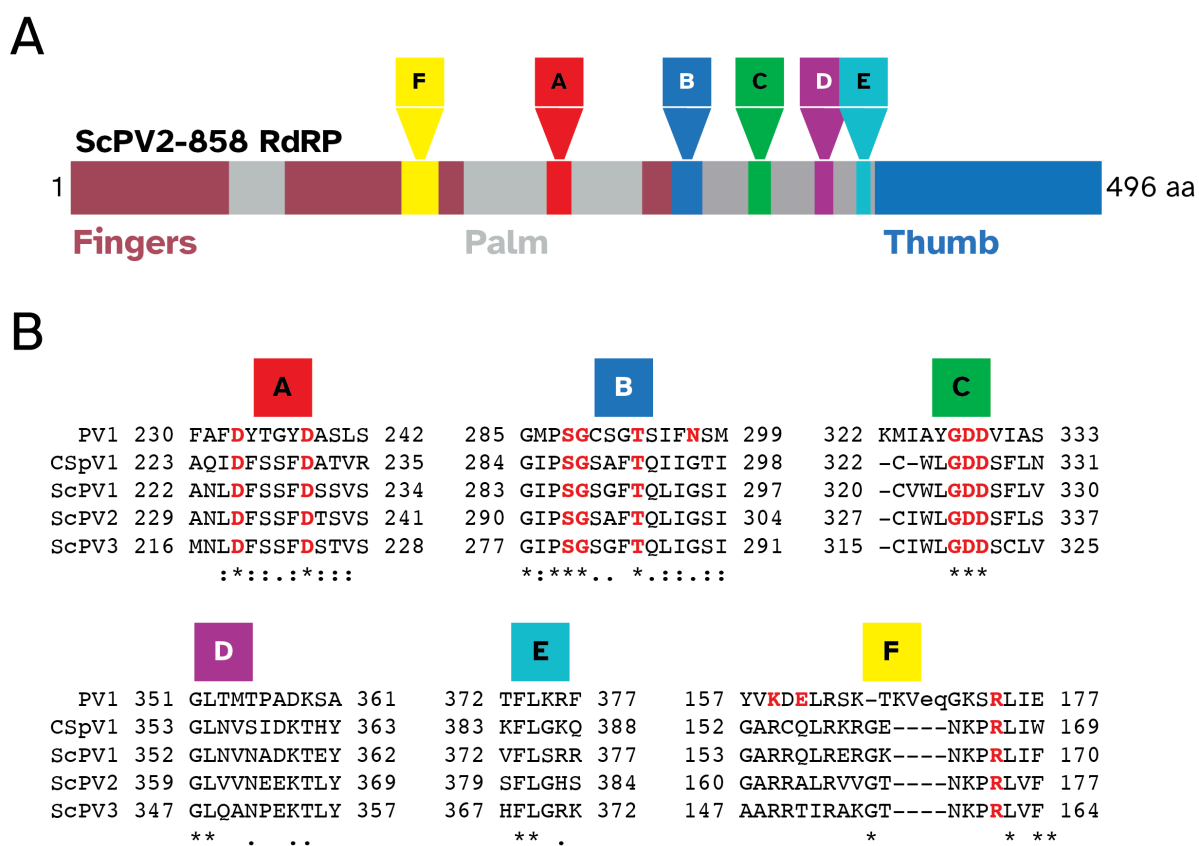 A
F A B C D E
ScPV2-858 RdRP
1 496 aa
Fingers Palm Thumb
B
A B C
PV1 230 FAFDYTGYDASLS 242 285 GMPSGCSGTSIFNSM 299 322 KMIAYGDDVIAS 333
CSpV1 223 AQIDFSSFDATVR 235 284 GIPSGSAFTQIIGTI 298 322 -C-WLGDDSFLN 331
ScPV1 222 ANLDFSSFDSSVS 234 283 GIPSGSGFTQLIGSI 297 320 -CVWLGDDSFLV 330
ScPV2 229 ANLDFSSFDTSVS 241 290 GIPSGSAFTQLIGSI 304 327 -CIWLGDDSFLS 337
ScPV3 216 MNLDFSSFDSTVS 228 277 GIPSGSGFTQLIGSI 291 315 -CIWLGDDSCLV 325
:*::.:*::: *:***.. *.::.:: ***
D E F
PV1 351 GLTMTPADKSA 361 372 TFLKRF 377 157 YVKDELRSK-TKVeqGKSRLIE 177
CSpV1 353 GLNVSIDKTHY 363 383 KFLGKQ 388 152 GARCQLRKRGE----NKPRLIW 169
ScPV1 352 GLNVNADKTEY 362 372 VFLSRR 377 153 GARRQLRERGK----NKPRLIF 170
ScPV2 359 GLVVNEEKTLY 369 379 SFLGHS 384 160 GARRALRVVGT----NKPRLVF 177
ScPV3 347 GLQANPEKTLY 357 367 HFLGRK 372 147 AARRTIRAKGT----NKPRLVF 164
** . .. ** . * * **